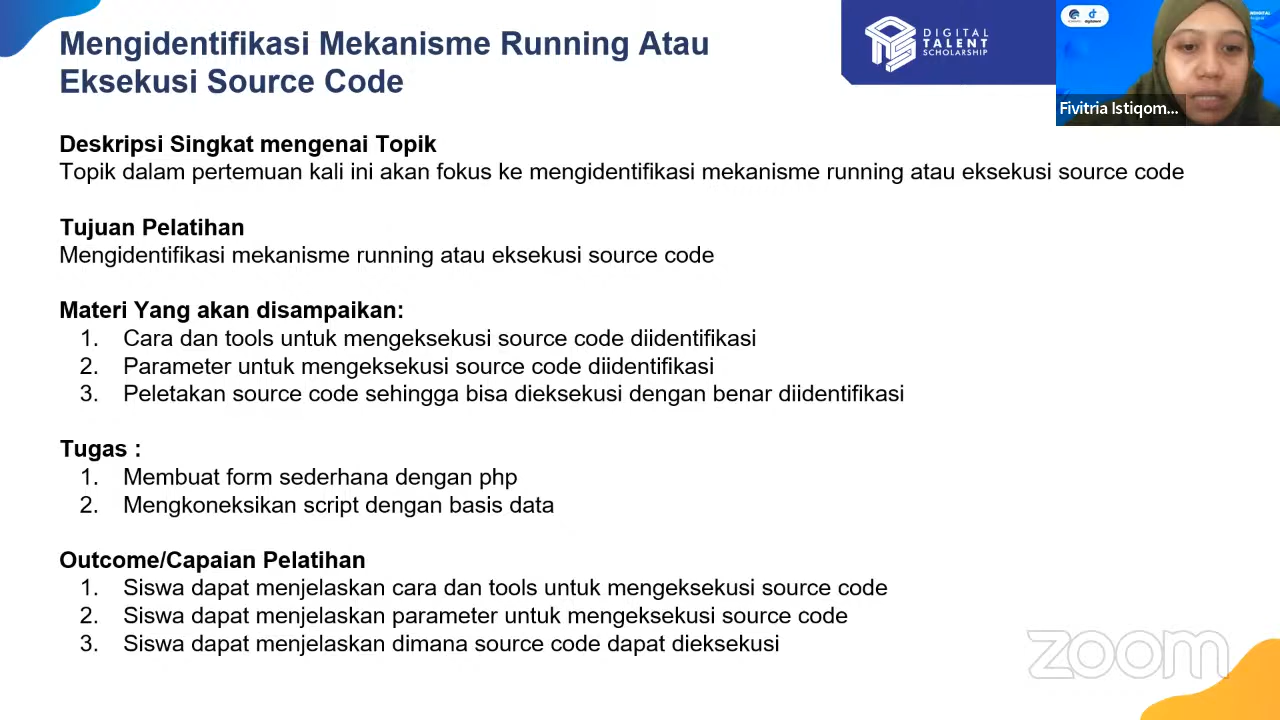 Mengidentifikasi Mekanisme Running Atau
Eksekusi Source Code
DIGITAL
TALENT
SCHOLARSHIP
Fivitria Istiqom...
Deskripsi Singkat mengenai Topik
Topik dalam pertemuan kali ini akan fokus ke mengidentifikasi mekanisme running atau eksekusi source code
Tujuan Pelatihan
Mengidentifikasi mekanisme running atau eksekusi source code
Materi Yang akan disampaikan:
1. Cara dan tools untuk mengeksekusi source code diidentifikasi
2. Parameter untuk mengeksekusi source code diidentifikasi
3. Peletakan source code sehingga bisa dieksekusi dengan benar diidentifikasi
Tugas :
1. Membuat form sederhana dengan php
2. Mengkoneksikan script dengan basis data
Outcome/Capaian Pelatihan
1. Siswa dapat menjelaskan cara dan tools untuk mengeksekusi source code
2. Siswa dapat menjelaskan parameter untuk mengeksekusi source code
3. Siswa dapat menjelaskan dimana source code dapat dieksekusi
zoom